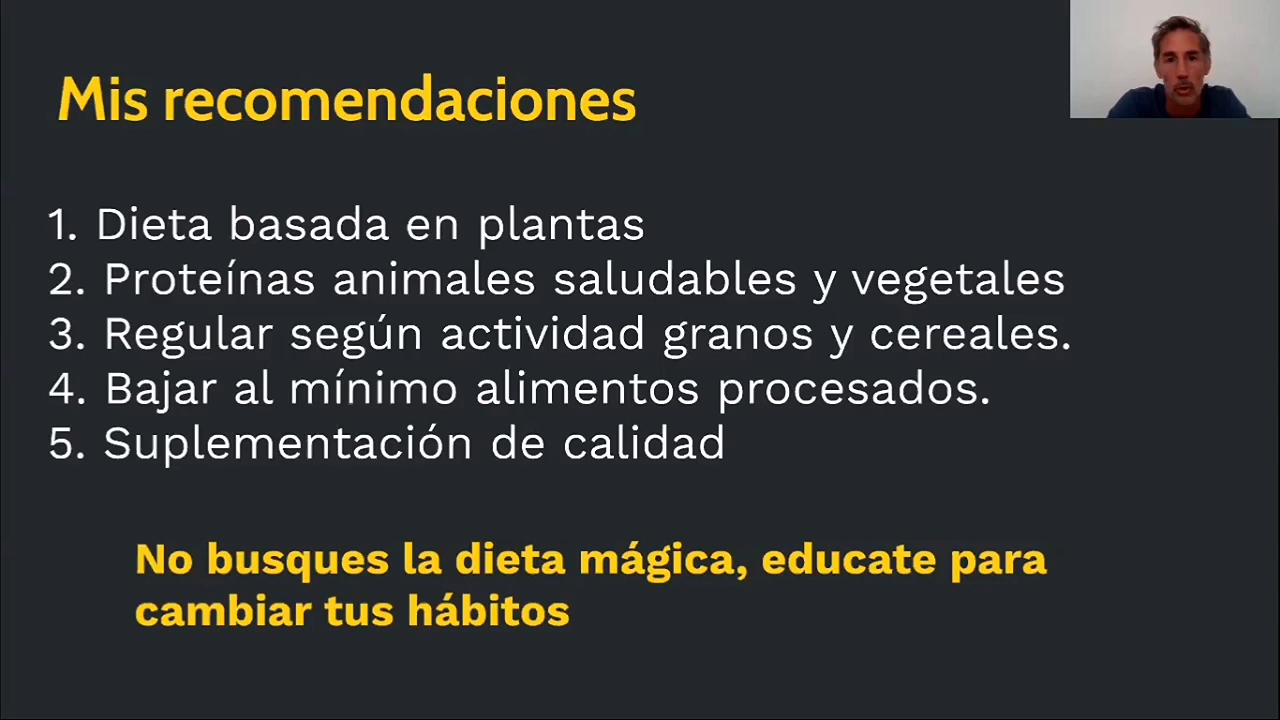 Mis recomendaciones
1. Dieta basada en plantas
2. Proteínas animales saludables y vegetales
3. Regular según actividad granos y cereales.
4. Bajar al mínimo alimentos procesados.
5. Suplementación de calidad
No busques la dieta mágica, educate para
cambiar tus hábitos